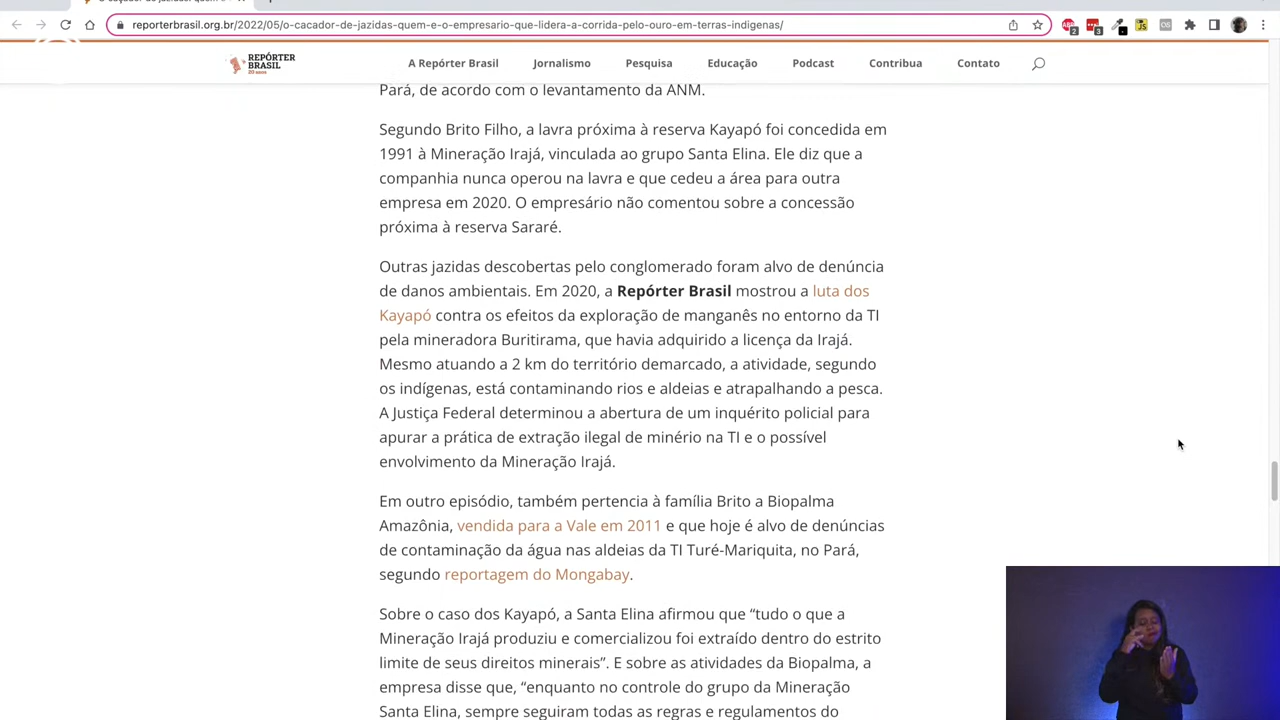 reporterbrasil.org.br/2022/05/o-cacador-de-jazidas-quem-e-o-empresario-que-lidera-a-corrida-pelo-ouro-em-terras-indigenas/
2
3
REPÓRTER
BRASIL
20 anos
A Repórter Brasil
Jornalismo
Pesquisa
Educação
Podcast
Contribua
Contato
Pará, de acordo com o levantamento da ANM.
Segundo Brito Filho, a lavra próxima à reserva Kayapó foi concedida em
1991 à Mineração Irajá, vinculada ao grupo Santa Elina. Ele diz que a
companhia nunca operou na lavra e que cedeu a área para outra
empresa em 2020. O empresário não comentou sobre a concessão
próxima à reserva Sararé.
Outras jazidas descobertas pelo conglomerado foram alvo de denúncia
de danos ambientais. Em 2020, a Repórter Brasil mostrou a luta dos
Kayapó contra os efeitos da exploração de manganês no entorno da TI
pela mineradora Buritirama, que havia adquirido a licença da Irajá.
Mesmo atuando a 2 km do território demarcado, a atividade, segundo
os indígenas, está contaminando rios e aldeias e atrapalhando a pesca.
A Justiça Federal determinou a abertura de um inquérito policial para
apurar a prática de extração ilegal de minério na TI e o possível
envolvimento da Mineração Irajá.
Em outro episódio, também pertencia à família Brito a Biopalma
Amazônia, vendida para a Vale em 2011 e que hoje é alvo de denúncias
de contaminação da água nas aldeias da TI Turé-Mariquita, no Pará,
segundo reportagem do Mongabay.
Sobre o caso dos Kayapó, a Santa Elina afirmou que “tudo o que a
Mineração Irajá produziu e comercializou foi extraído dentro do estrito
limite de seus direitos minerais”. E sobre as atividades da Biopalma, a
empresa disse que, “enquanto no controle do grupo da Mineração
Santa Elina, sempre seguiram todas as regras e regulamentos do